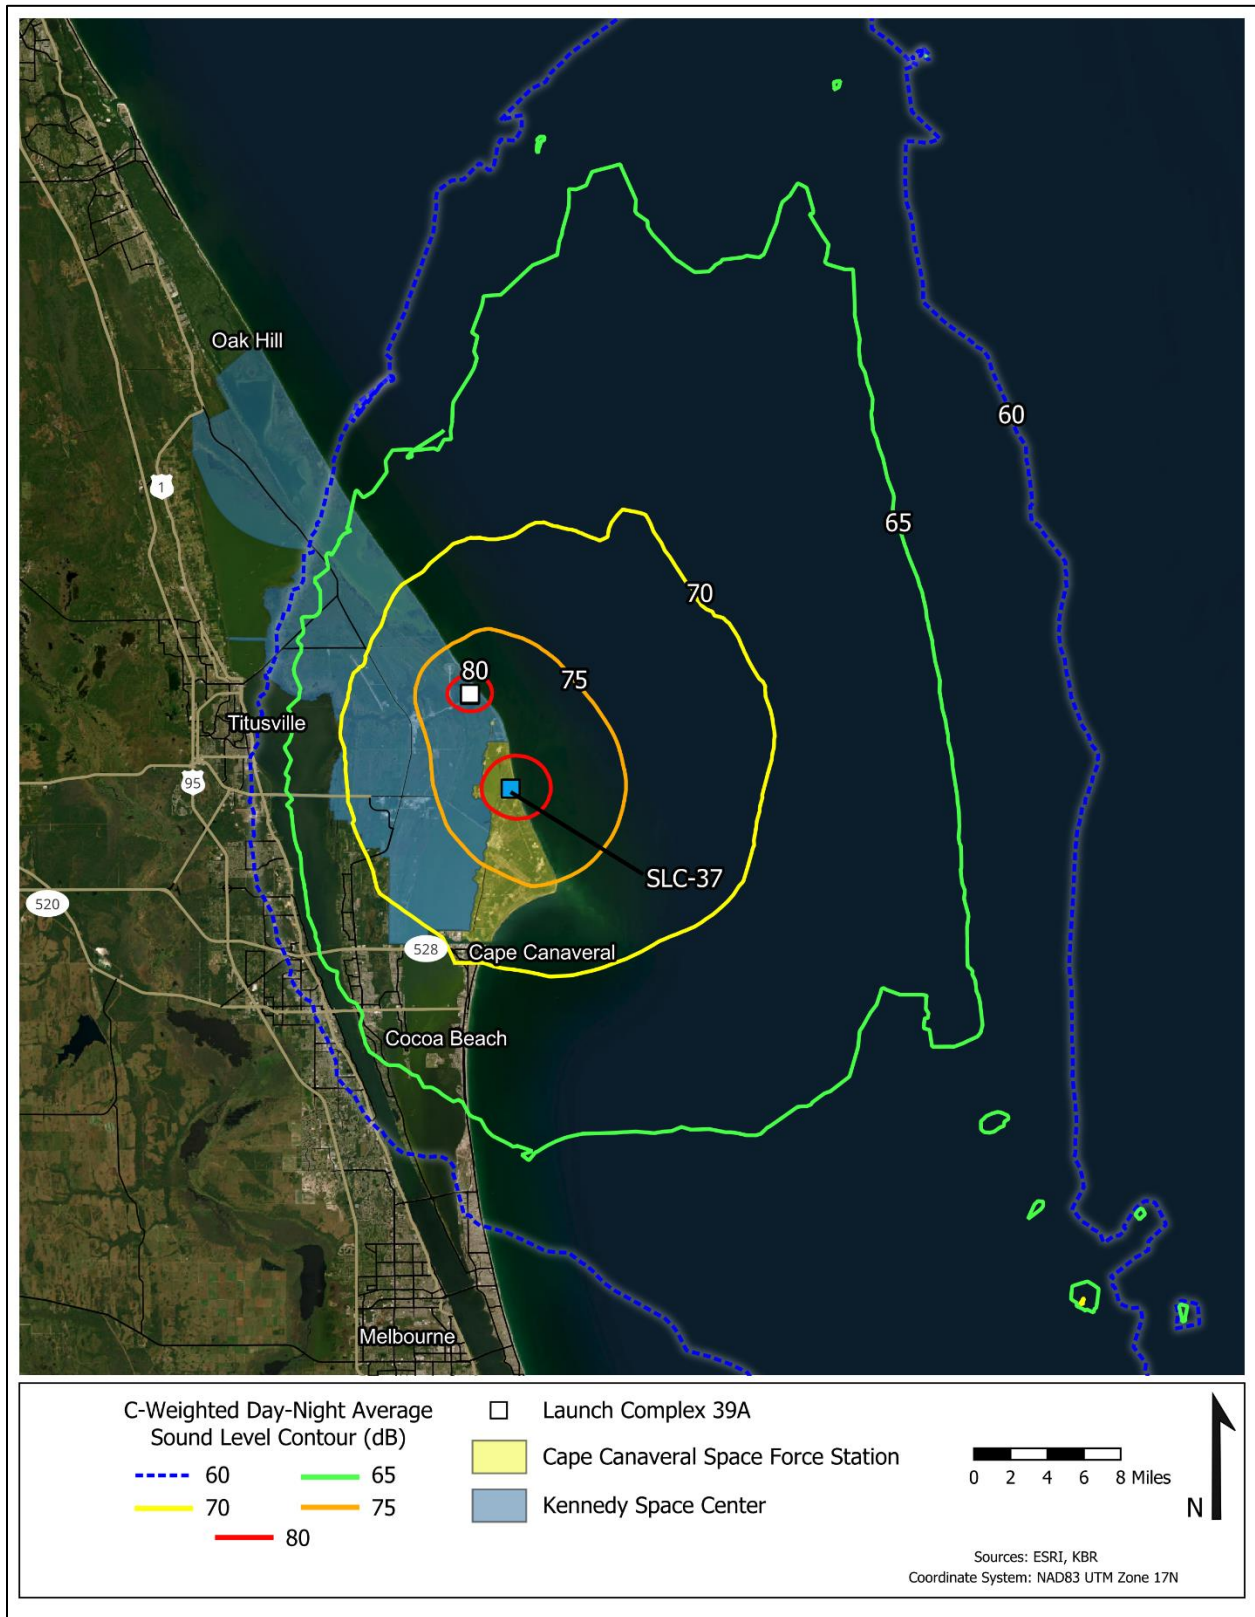 Oak Hill
1
60
65
70
80
75
Titusville
95
SLC-37
520
528
Cape Canaveral
Cocoa Beach
Melbourne
C-Weighted Day-Night Average
Sound Level Contour (dB)
60
65
70
75
80
Launch Complex 39A
Cape Canaveral Space Force Station
Kennedy Space Center
0 2 4 6 8 Miles
N
Sources: ESRI, KBR
Coordinate System: NAD83 UTM Zone 17N